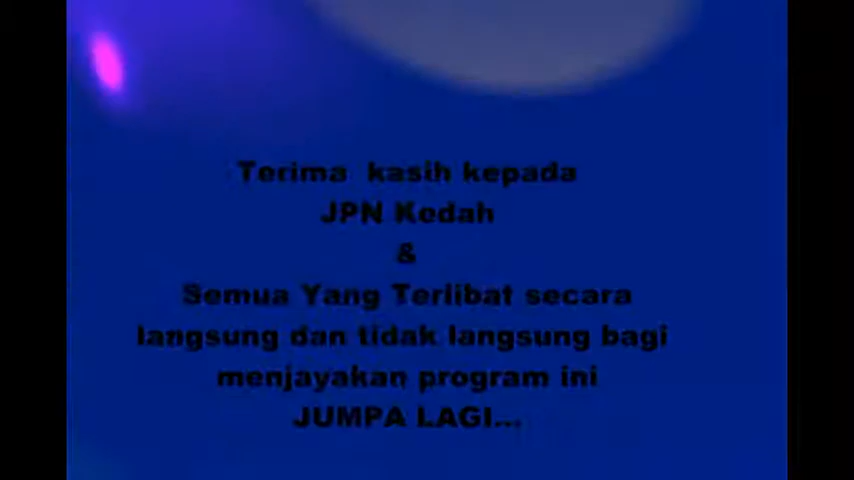 Terima kasih kepada
JPN Kedah
&
Semua Yang Terlibat secara
langsung dan tidak langsung bagi
menjayakan program ini
JUMPA LAGI...